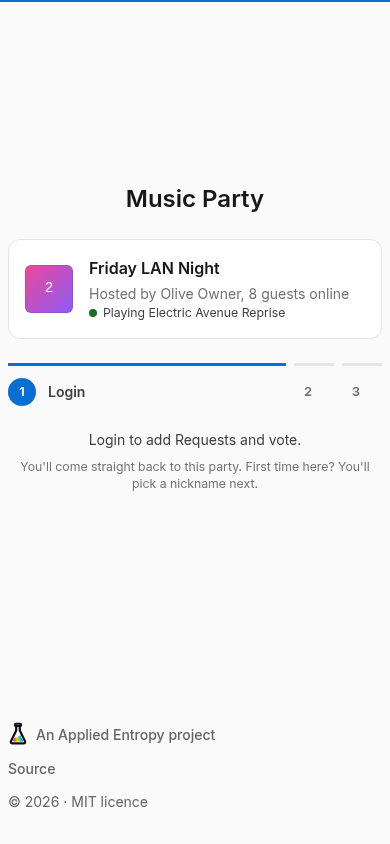 Music Party
2
Friday LAN Night
Hosted by Olive Owner, 8 guests online
Playing Electric Avenue Reprise
1 Login 2 3
Login to add Requests and vote.
You'll come straight back to this party. First time here? You'll
pick a nickname next.
An Applied Entropy project
Source
© 2026 · MIT licence